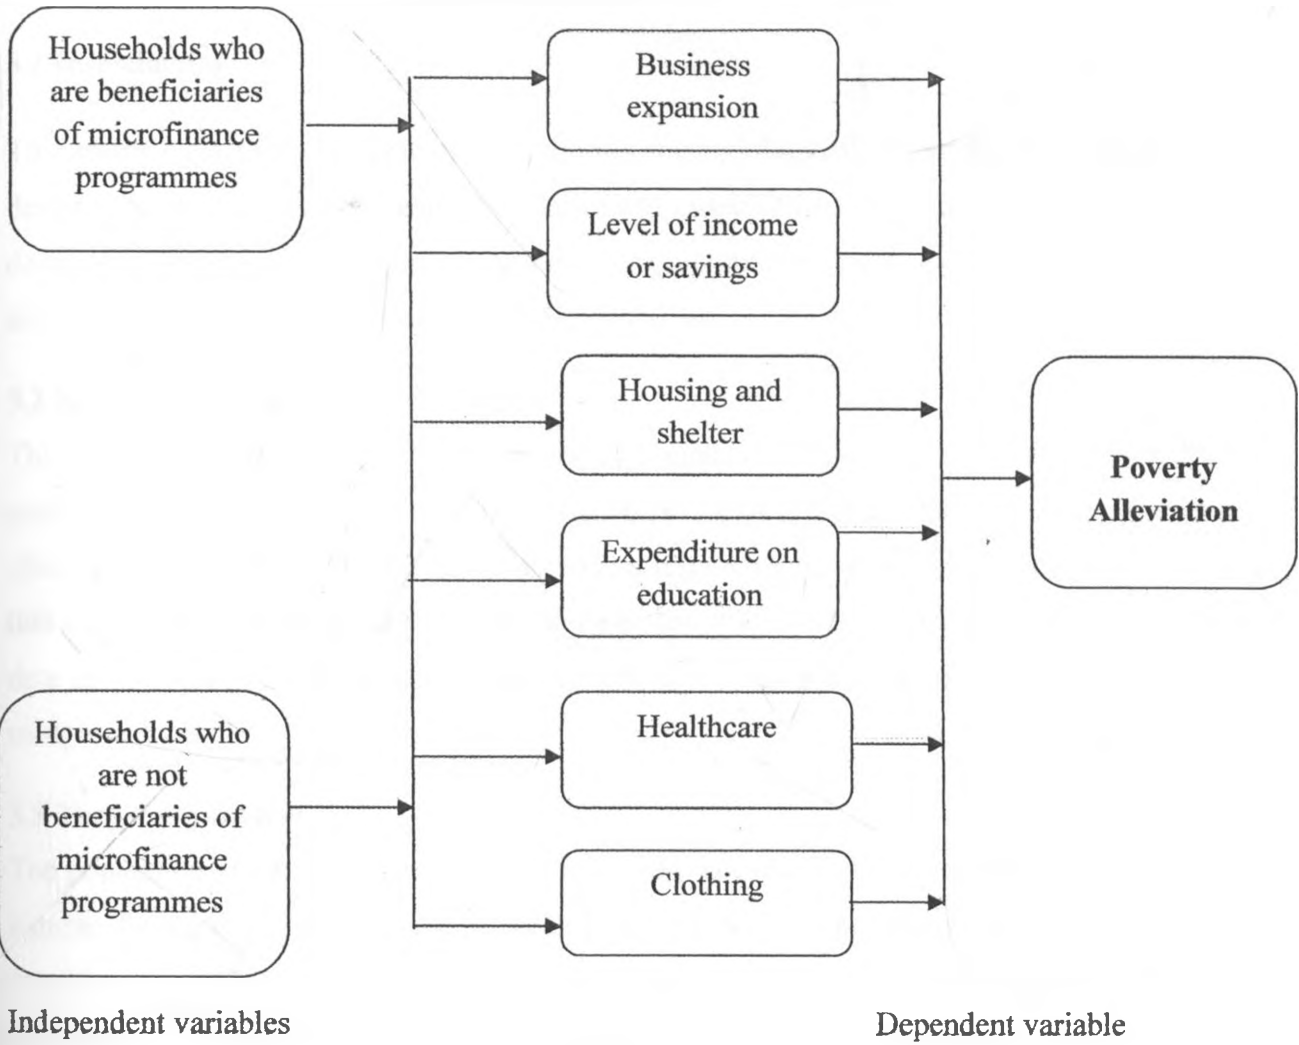 Households who
are beneficiaries
of microfinance
programmes
Business
expansion
Level of income
or savings
Housing and
shelter
Expenditure on
education
Healthcare
Clothing
Households who
are not
beneficiaries of
microfinance
programmes
Poverty
Alleviation
Independent variables
Dependent variable